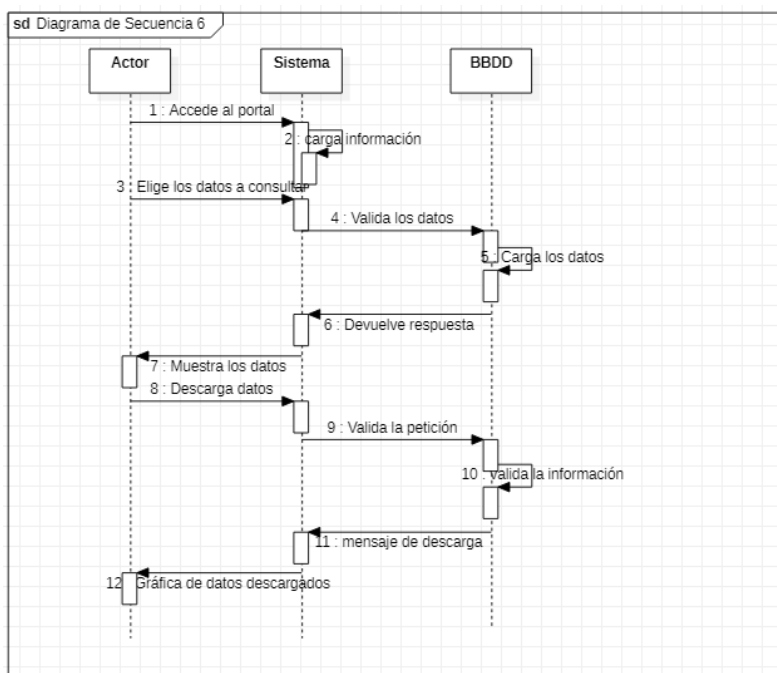 sd Diagrama de Secuencia 6
Actor
Sistema
BBDD
1 : Accede al portal
2 : carga información
3 : Elige los datos a consultar
4 : Valida los datos
5 : Carga los datos
6 : Devuelve respuesta
7 : Muestra los datos
8 : Descarga datos
9 : Valida la petición
10 : valida la información
11 : mensaje de descarga
12 : Gráfica de datos descargados